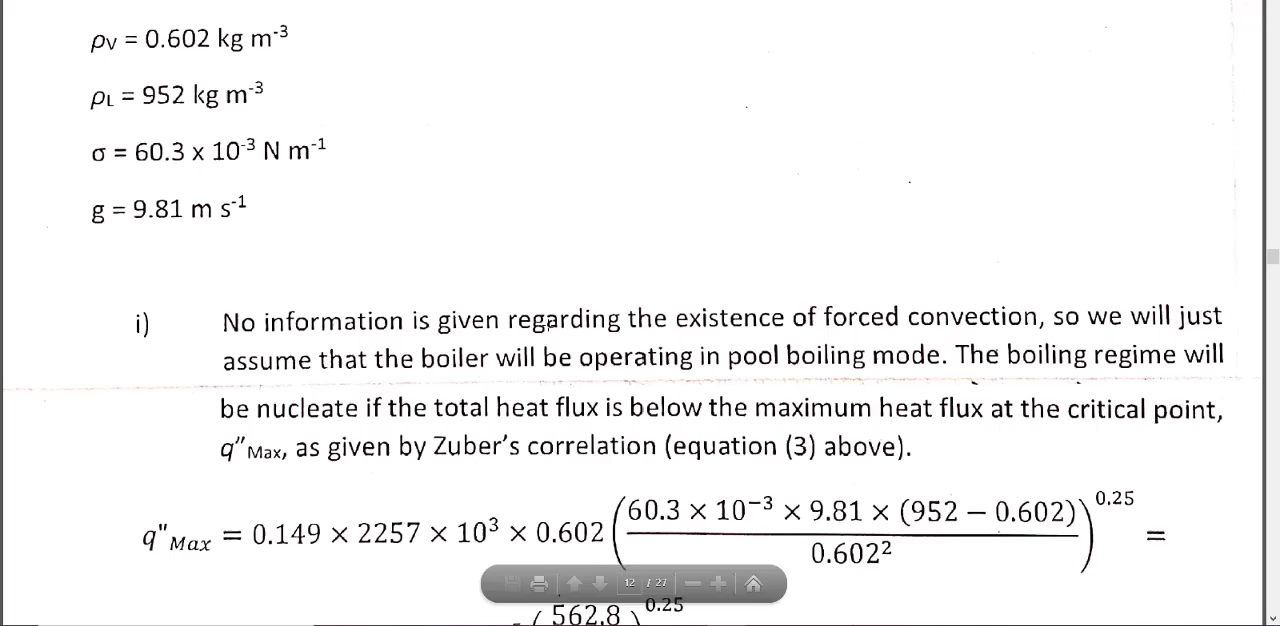 ρV = 0.602 kg m-3
ρL = 952 kg m-3
σ = 60.3 x 10-3 N m-1
g = 9.81 m s-1
i) No information is given regarding the existence of forced convection, so we will just
assume that the boiler will be operating in pool boiling mode. The boiling regime will
be nucleate if the total heat flux is below the maximum heat flux at the critical point,
q″Max, as given by Zuber's correlation (equation (3) above).
q"Max = 0.149 × 2257 × 10³ × 0.602 (60.3 × 10⁻³ × 9.81 × (952 − 0.602) / 0.602²)^0.25 =
12 / 27
(562.8)^0.25